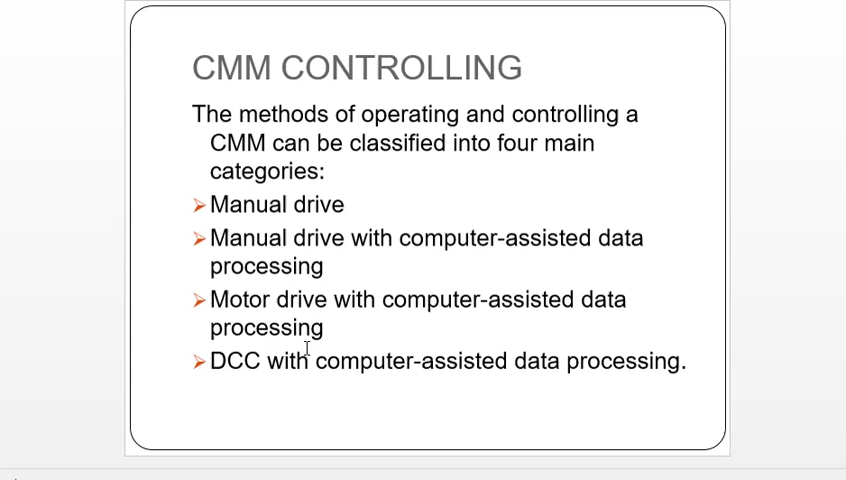 CMM CONTROLLING
The methods of operating and controlling a
CMM can be classified into four main
categories:
Manual drive
Manual drive with computer-assisted data
processing
Motor drive with computer-assisted data
processing
DCC with computer-assisted data processing.